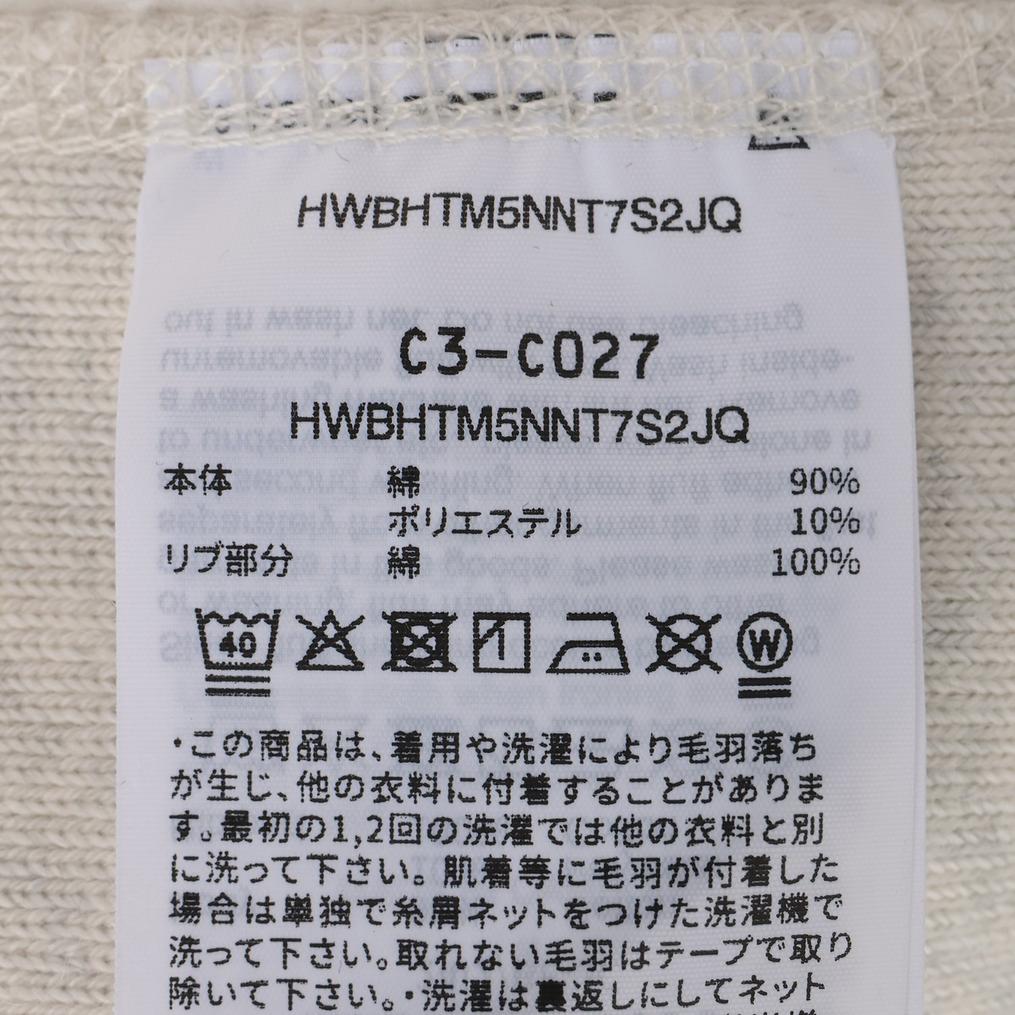 HWBHTM5NNT7S2JQ
C3-C027
HWBHTM5NNT7S2JQ
本体 綿 90%
ポリエステル 10%
リブ部分 綿 100%
40 W
・この商品は、着用や洗濯により毛羽落ち
が生じ、他の衣料に付着することがありま
す。最初の1,2回の洗濯では他の衣料と別
に洗って下さい。肌着等に毛羽が付着した
場合は単独で糸屑ネットをつけた洗濯機で
洗って下さい。取れない毛羽はテープで取り
除いて下さい。・洗濯は裏返しにしてネット